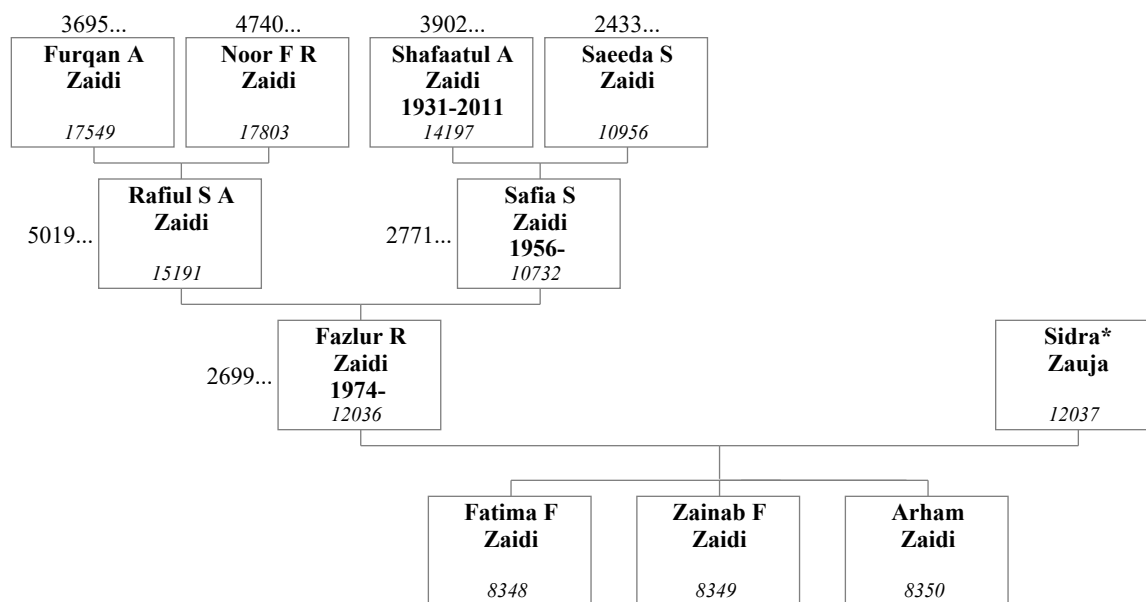 3695...
4740...
3902...
2433...
Furqan A
Zaidi
17549
Noor F R
Zaidi
17803
Shafaatul A
Zaidi
1931-2011
14197
Saeeda S
Zaidi
10956
5019...
Rafiul S A
Zaidi
15191
2771...
Safia S
Zaidi
1956-
10732
2699...
Fazlur R
Zaidi
1974-
12036
Sidra*
Zauja
12037
Fatima F
Zaidi
8348
Zainab F
Zaidi
8349
Arham
Zaidi
8350